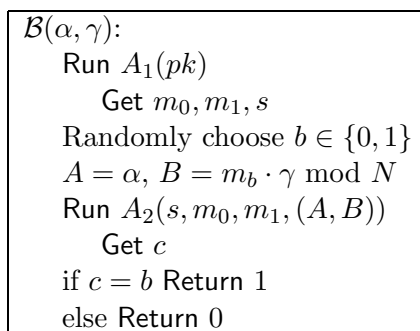 𝓑(α, γ):
Run A₁(pk)
Get m₀, m₁, s
Randomly choose b ∈ {0, 1}
A = α, B = m_b · γ mod N
Run A₂(s, m₀, m₁, (A, B))
Get c
if c = b Return 1
else Return 0